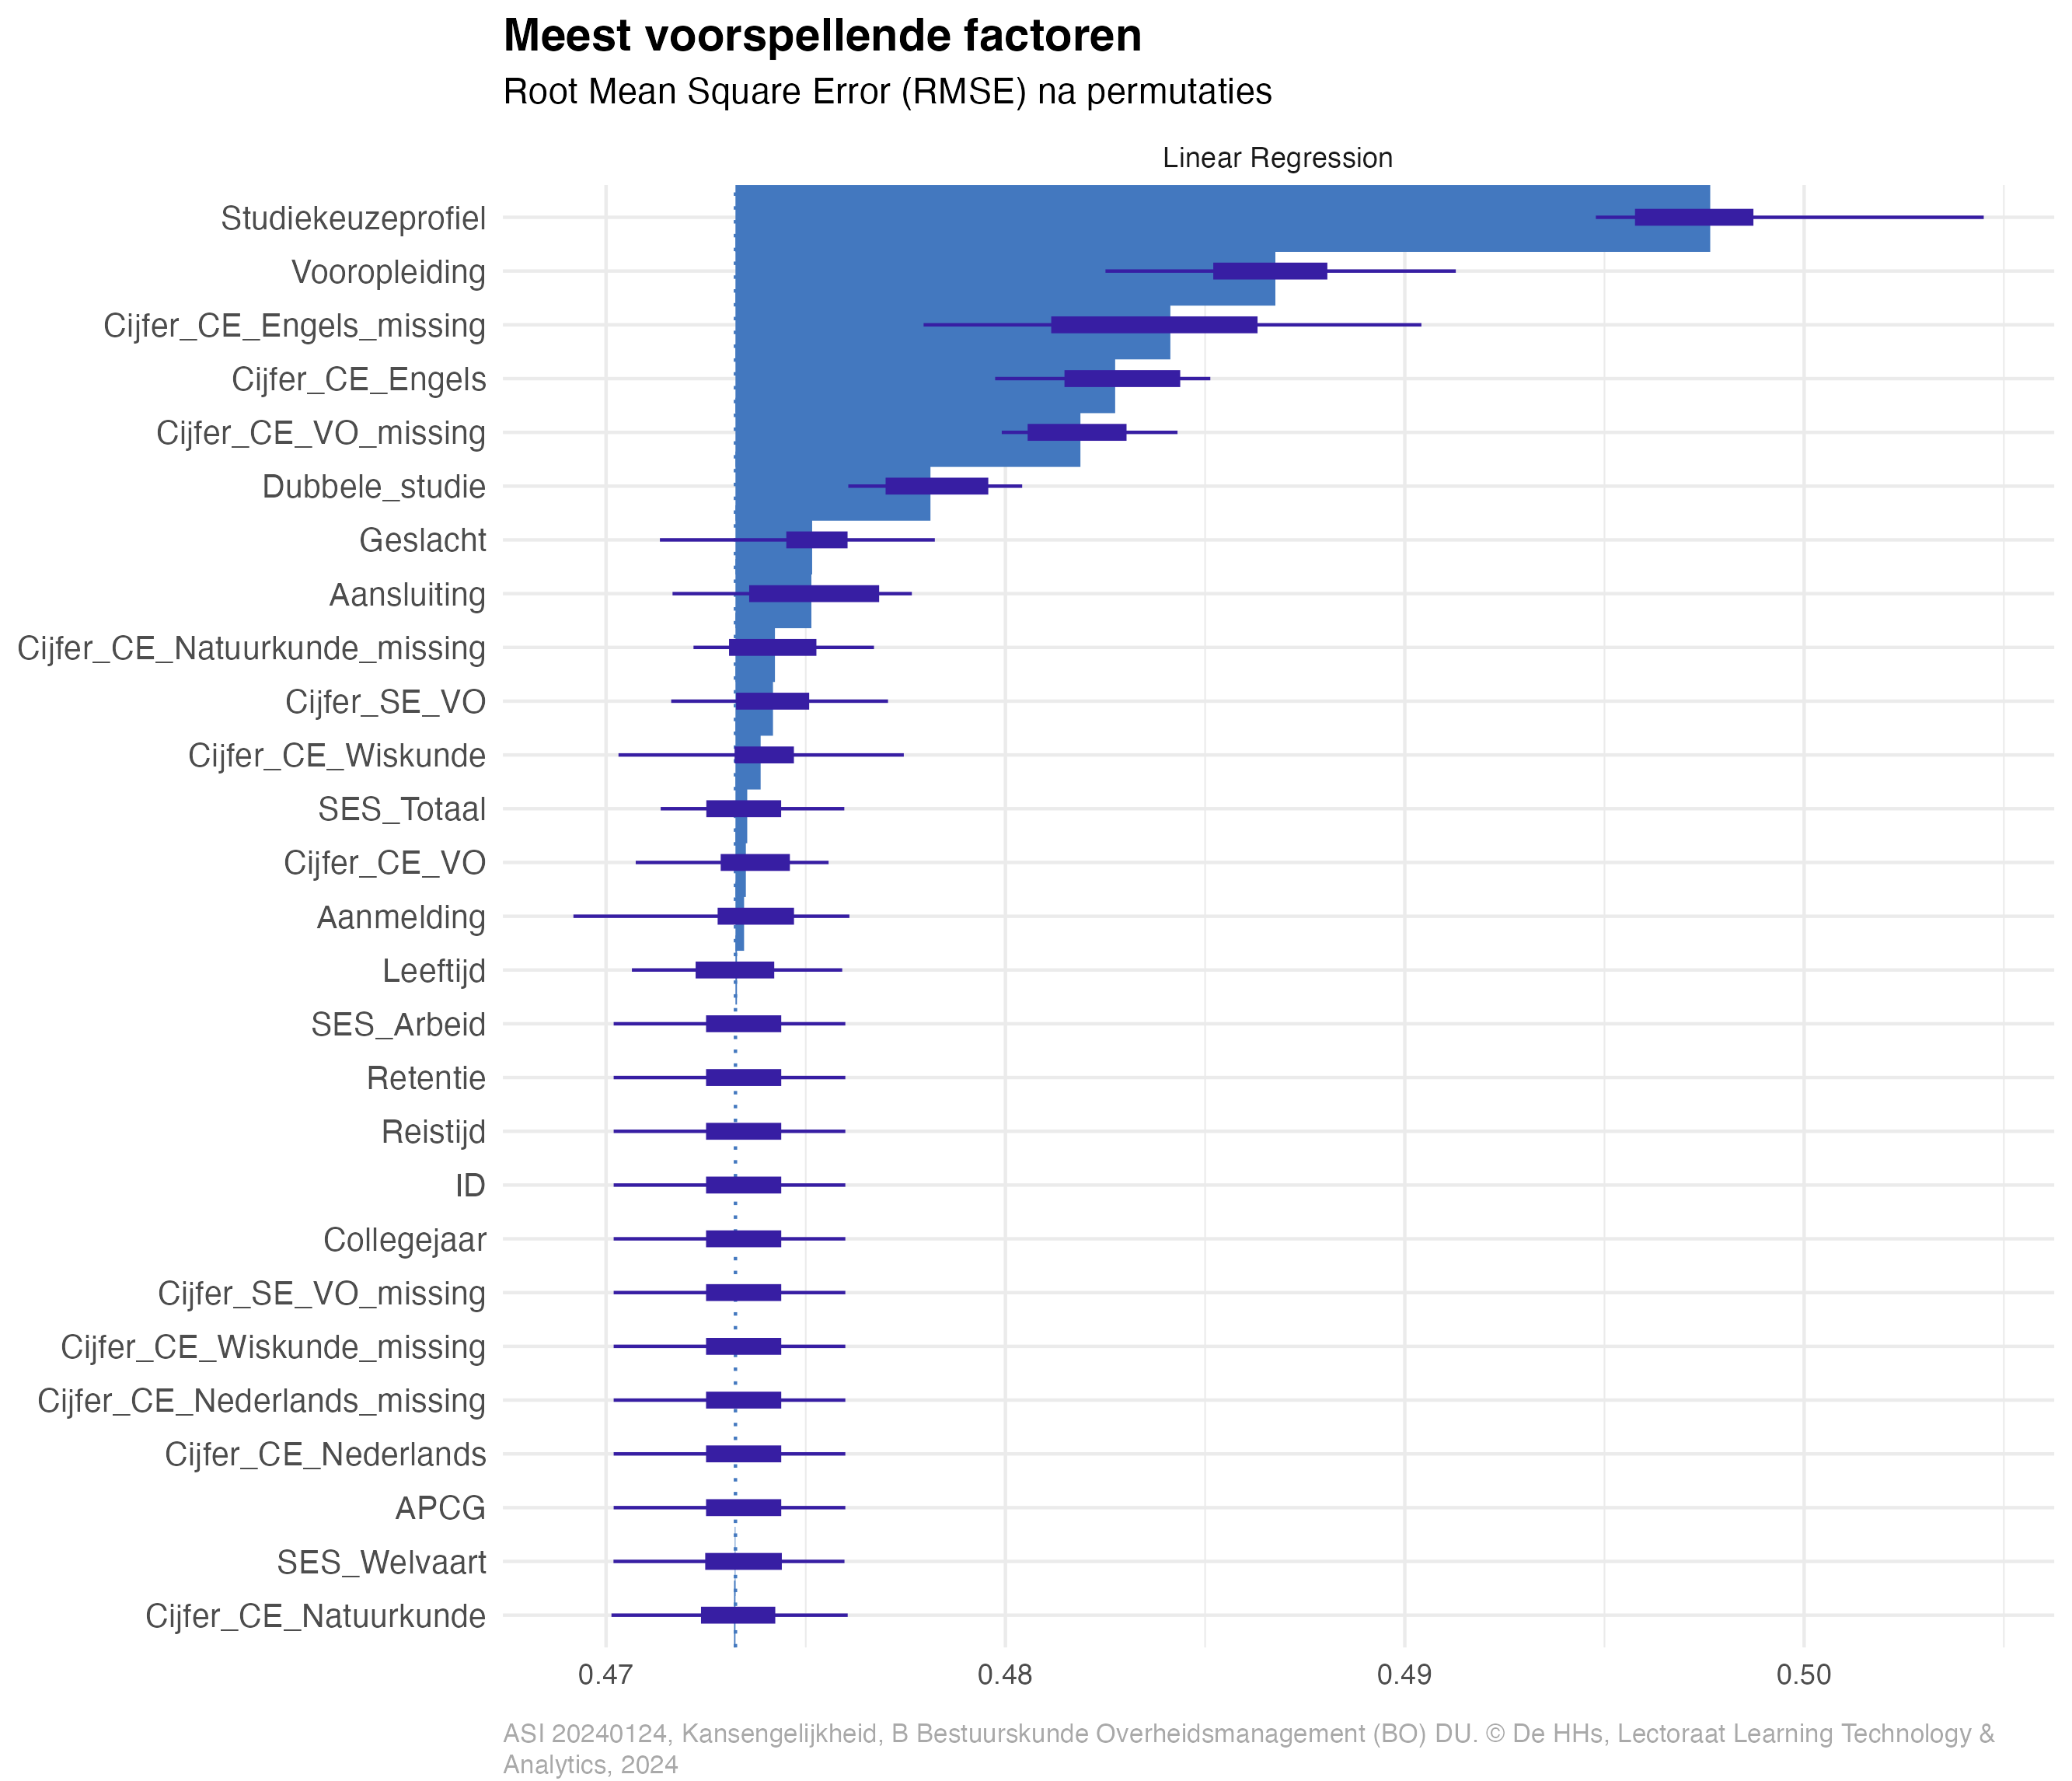 Meest voorspellende factoren
Root Mean Square Error (RMSE) na permutaties
Linear Regression
Studiekeuzeprofiel
Vooropleiding
Cijfer_CE_Engels_missing
Cijfer_CE_Engels
Cijfer_CE_VO_missing
Dubbele_studie
Geslacht
Aansluiting
Cijfer_CE_Natuurkunde_missing
Cijfer_SE_VO
Cijfer_CE_Wiskunde
SES_Totaal
Cijfer_CE_VO
Aanmelding
Leeftijd
SES_Arbeid
Retentie
Reistijd
ID
Collegejaar
Cijfer_SE_VO_missing
Cijfer_CE_Wiskunde_missing
Cijfer_CE_Nederlands_missing
Cijfer_CE_Nederlands
APCG
SES_Welvaart
Cijfer_CE_Natuurkunde
0.47 0.48 0.49 0.50
ASI 20240124, Kansengelijkheid, B Bestuurskunde Overheidsmanagement (BO) DU. © De HHs, Lectoraat Learning Technology &
Analytics, 2024